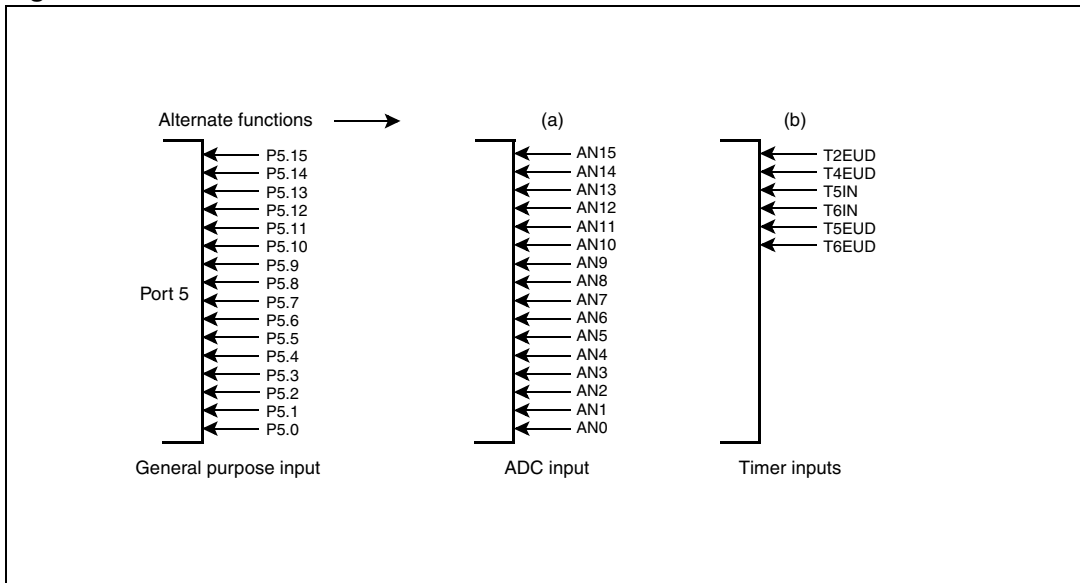 Alternate functions (a) (b)
P5.15 AN15 T2EUD
P5.14 AN14 T4EUD
P5.13 AN13 T5IN
P5.12 AN12 T6IN
P5.11 AN11 T5EUD
P5.10 AN10 T6EUD
P5.9 AN9
P5.8 AN8
Port 5
P5.7 AN7
P5.6 AN6
P5.5 AN5
P5.4 AN4
P5.3 AN3
P5.2 AN2
P5.1 AN1
P5.0 AN0
General purpose input ADC input Timer inputs